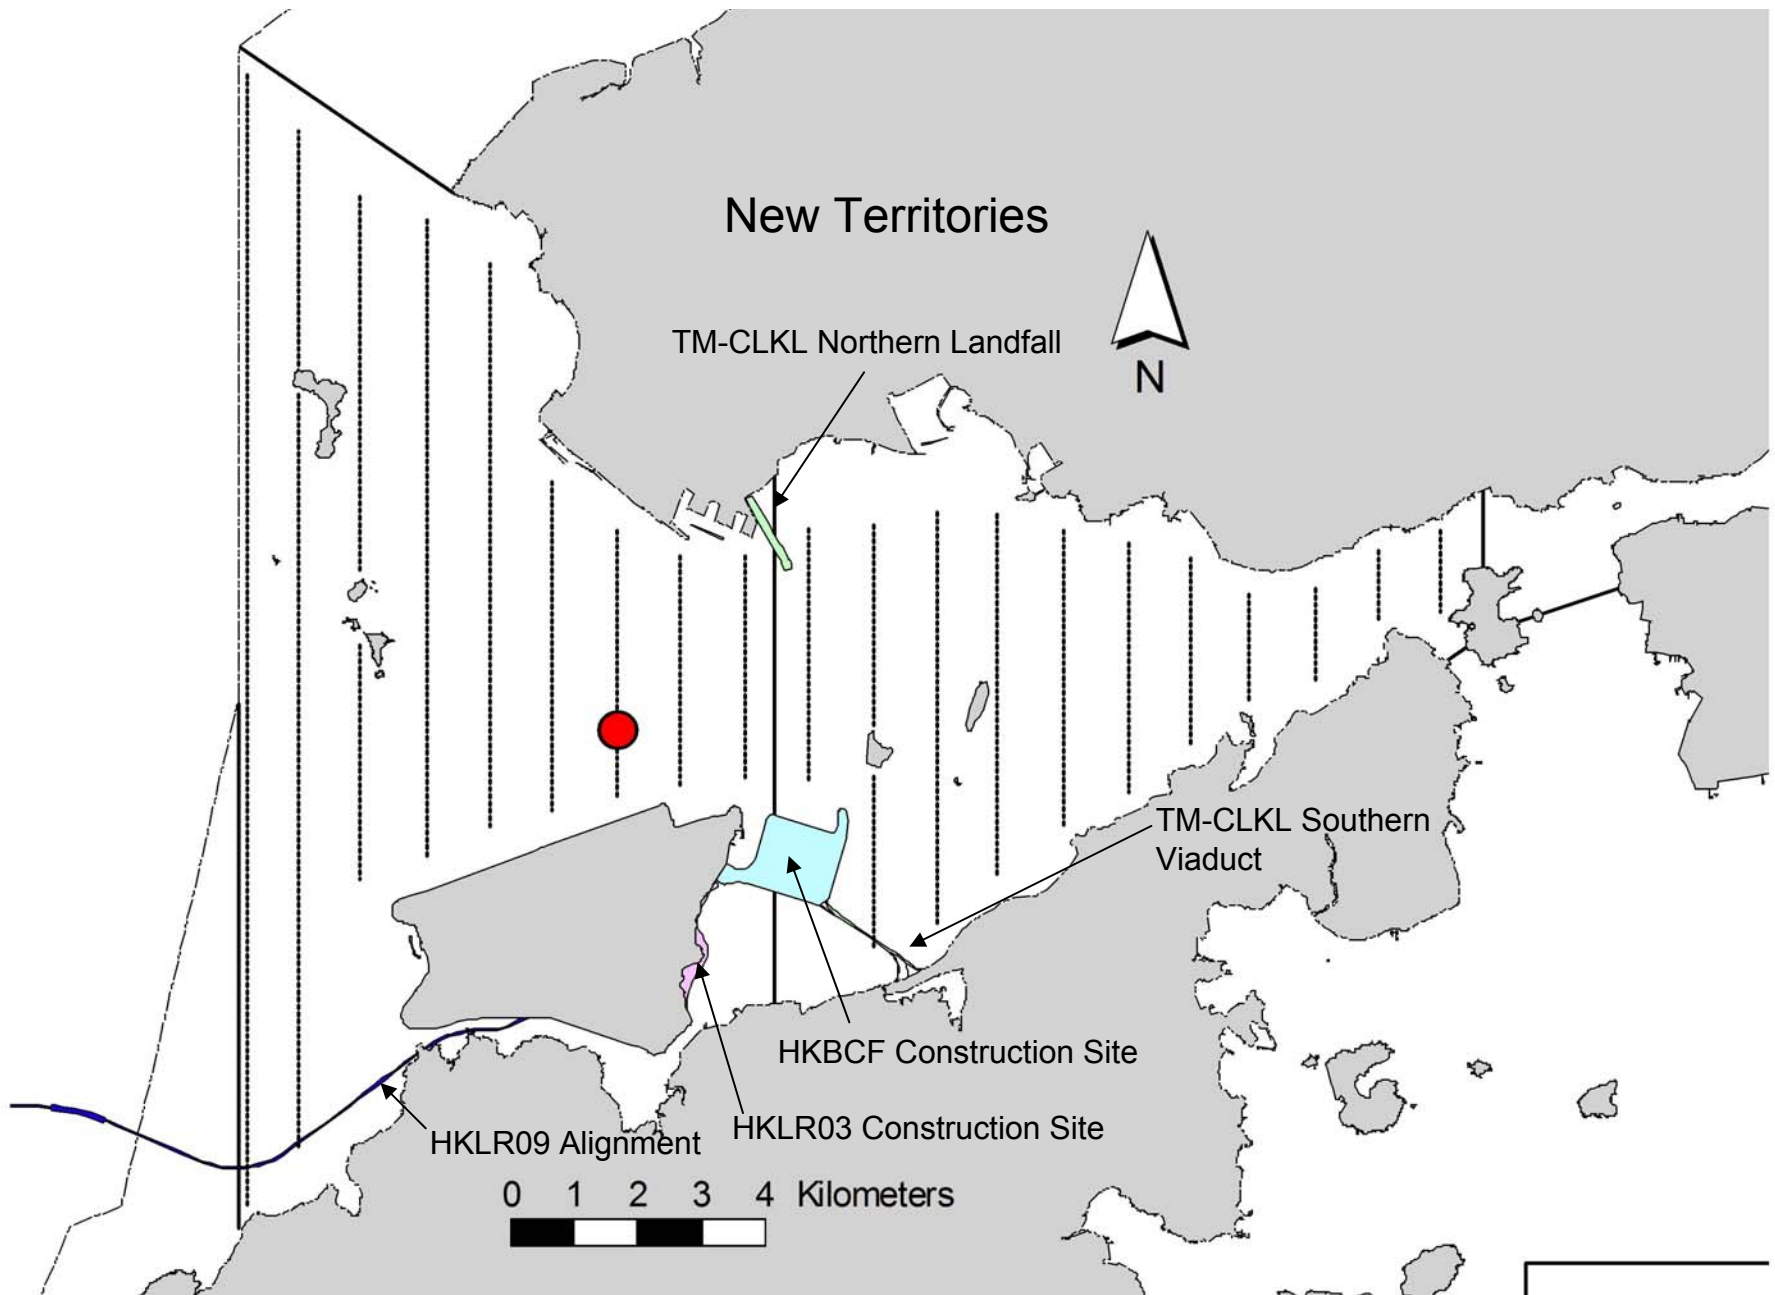 New Territories
TM-CLKL Northern Landfall
N
TM-CLKL Southern
Viaduct
HKBCF Construction Site
HKLR03 Construction Site
HKLR09 Alignment
0 1 2 3 4 Kilometers